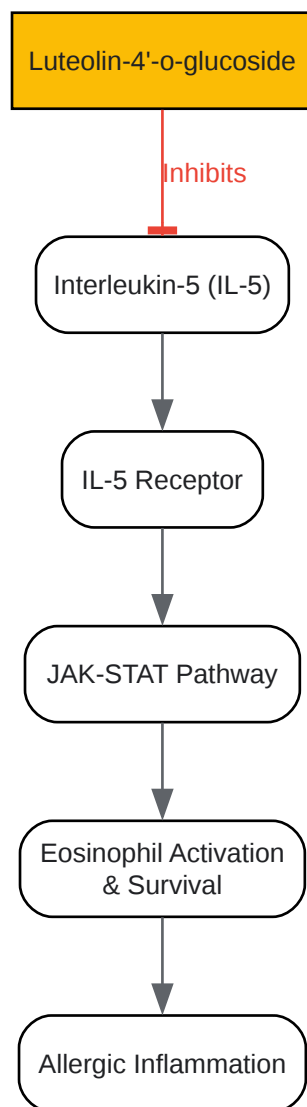 Luteolin-4'-o-glucoside
Inhibits
Interleukin-5 (IL-5)
IL-5 Receptor
JAK-STAT Pathway
Eosinophil Activation
& Survival
Allergic Inflammation